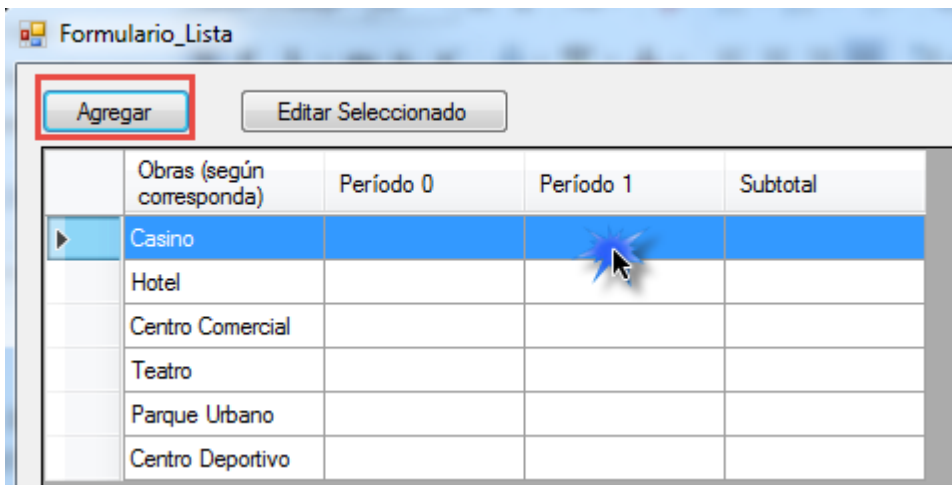 Formulario_Lista
Agregar Editar Seleccionado
Obras (según
corresponda) Período 0 Período 1 Subtotal
Casino
Hotel
Centro Comercial
Teatro
Parque Urbano
Centro Deportivo